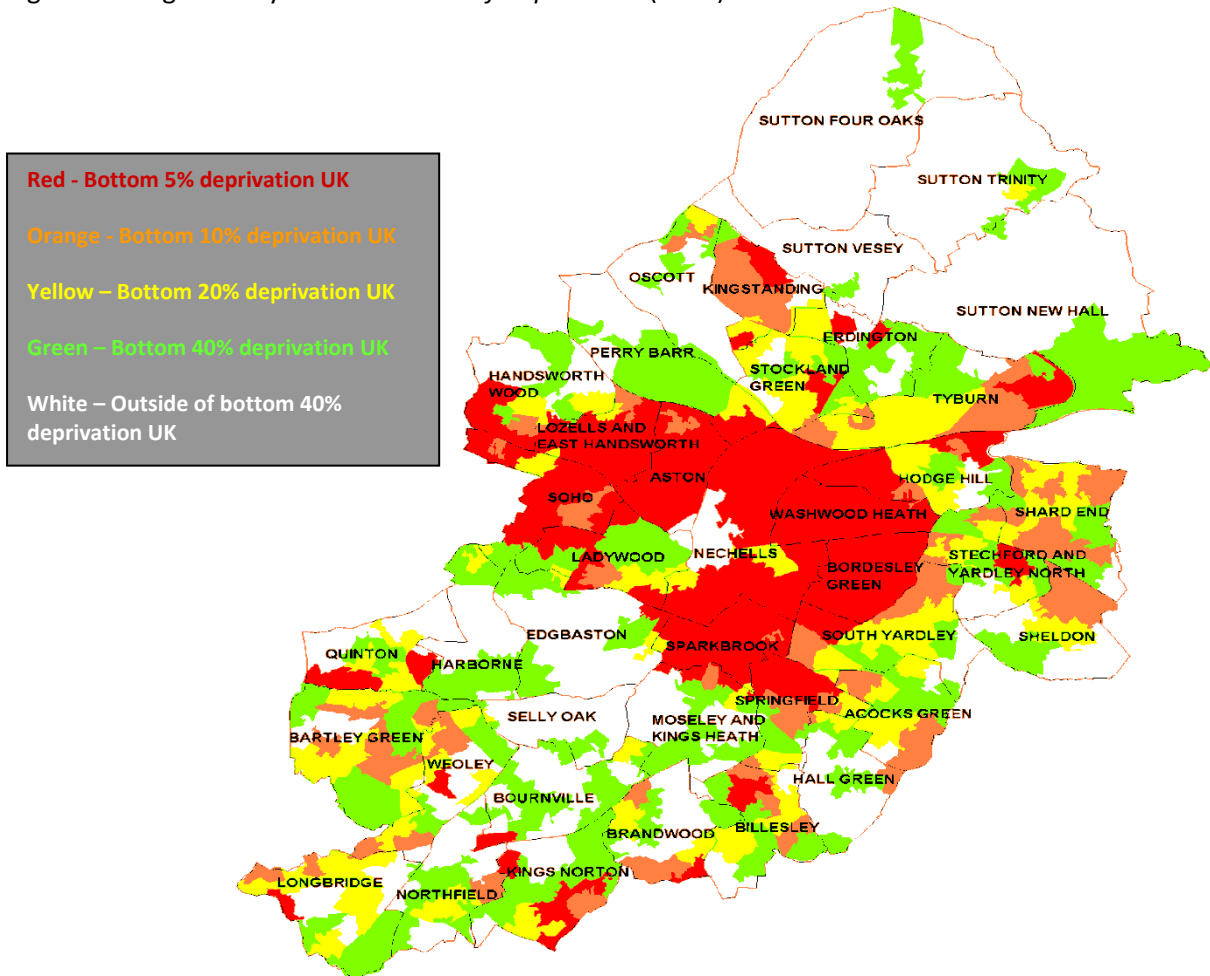 Red - Bottom 5% deprivation UK
Orange - Bottom 10% deprivation UK
Yellow – Bottom 20% deprivation UK
Green – Bottom 40% deprivation UK
White – Outside of bottom 40%
deprivation UK
SUTTON FOUR OAKS
SUTTON TRINITY
SUTTON VESEY
OSCOTT
KINGSTANDING
SUTTON NEW HALL
ERDINGTON
PERRY BARR
STOCKLAND
GREEN
HANDSWORTH
WOOD
TYBURN
LOZELLS AND
EAST HANDSWORTH
ASTON
HODGE HILL
SOHO
WASHWOOD HEATH
SHARD END
LADYWOOD
NECHELLS
STECHFORD AND
YARDLEY NORTH
BORDESLEY
GREEN
EDGBASTON
SOUTH YARDLEY
SHELDON
SPARKBROOK
QUINTON
HARBORNE
SPRINGFIELD
SELLY OAK
MOSELEY AND
KINGS HEATH
ACOCKS GREEN
BARTLEY GREEN
WEOLEY
HALL GREEN
BOURNVILLE
BRANDWOOD
BILLESLEY
KINGS NORTON
LONGBRIDGE
NORTHFIELD